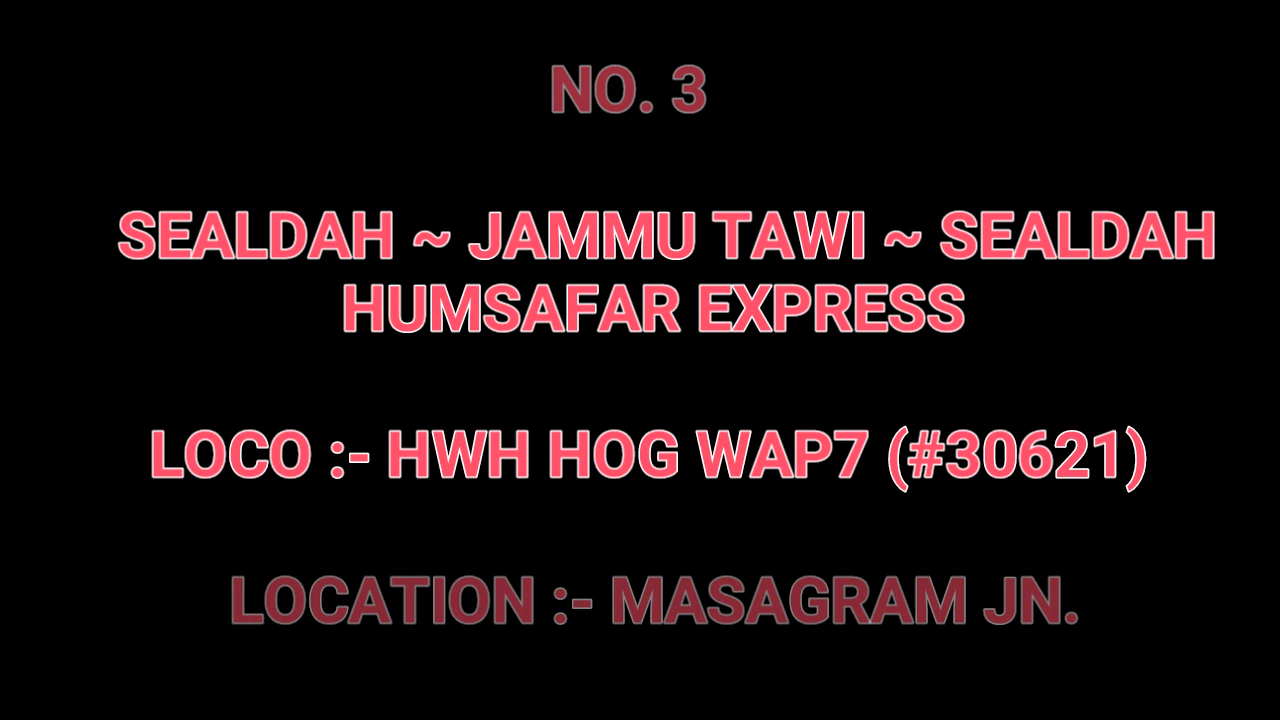 NO. 3
SEALDAH ~ JAMMU TAWI ~ SEALDAH
HUMSAFAR EXPRESS
LOCO :- HWH HOG WAP7 (#30621)
LOCATION :- MASAGRAM JN.